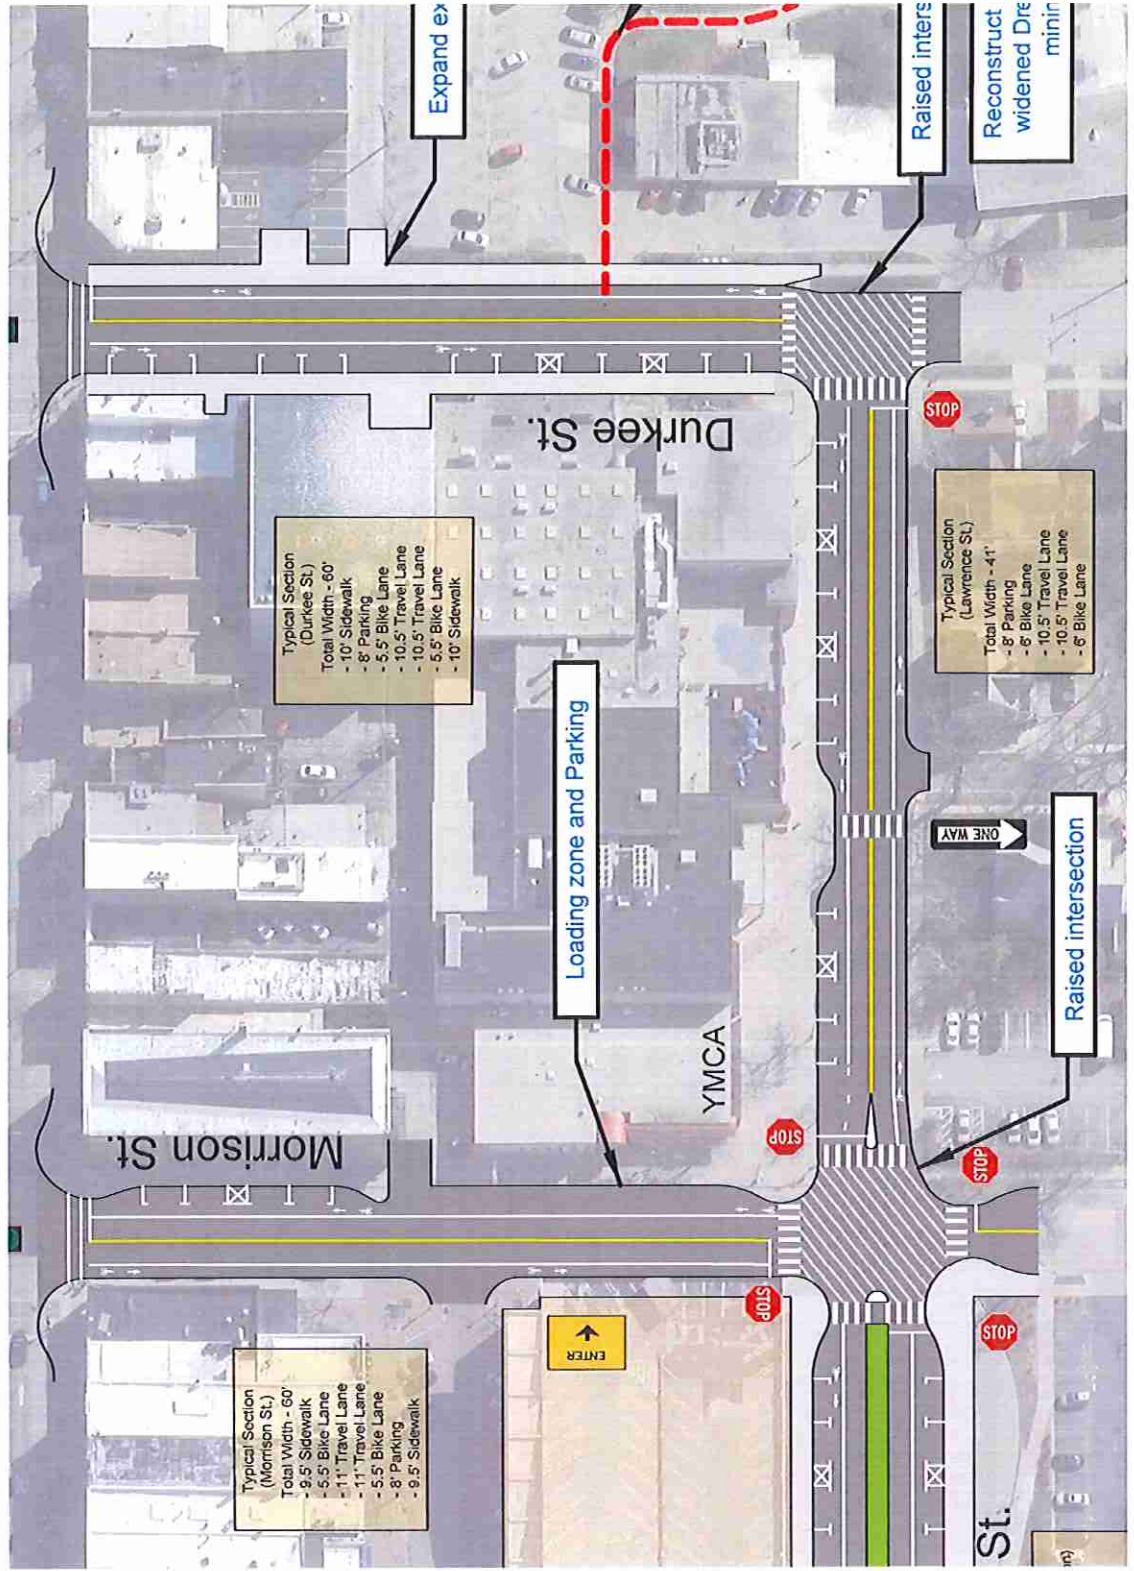 Typical Section
(Morrison St.)
Total Width - 60'
- 9.5' Sidewalk
- 5.5' Bike Lane
- 11' Travel Lane
- 11' Travel Lane
- 5.5' Bike Lane
- 8' Parking
- 9.5' Sidewalk
ENTER
STOP
Morrison St.
STOP
St.
YMCA
STOP
STOP
Loading zone and Parking
Raised intersection
ONE WAY
Typical Section
(Durkee St.)
Total Width - 60'
- 10' Sidewalk
- 8' Parking
- 5.5' Bike Lane
- 10.5' Travel Lane
- 10.5' Travel Lane
- 5.5' Bike Lane
- 10' Sidewalk
Durkee St.
Typical Section
(Lawrence St.)
Total Width - 41'
- 8' Parking
- 6' Bike Lane
- 10.5' Travel Lane
- 10.5' Travel Lane
- 6' Bike Lane
STOP
Expand ex
Raised inters
Reconstruct
widened Dre
minin